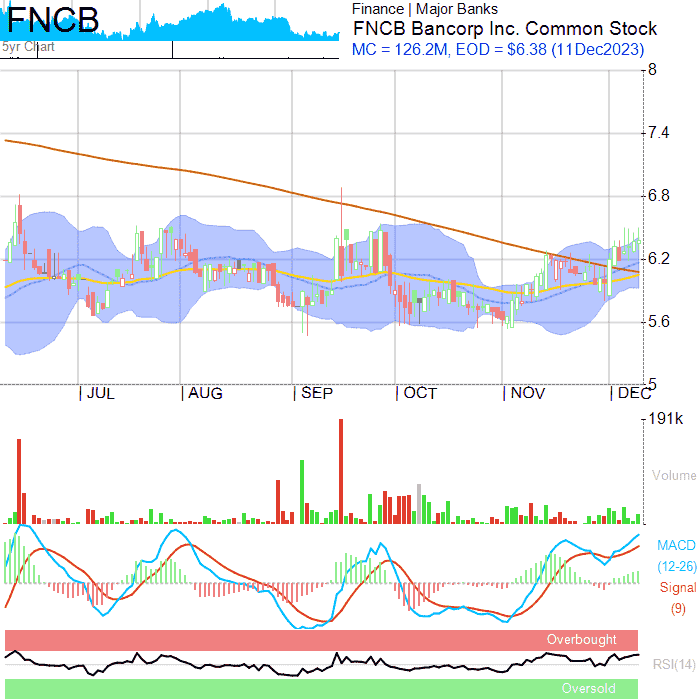 FNCB
5yr Chart
Finance | Major Banks
FNCB Bancorp Inc. Common Stock
MC = 126.2M, EOD = $6.38 (11Dec2023)
8
7.4
6.8
6.2
5.6
5
| JUL | AUG | SEP | OCT | NOV | DEC
191k
Volume
MACD
(12-26)
Signal
(9)
Overbought
RSI(14)
Oversold